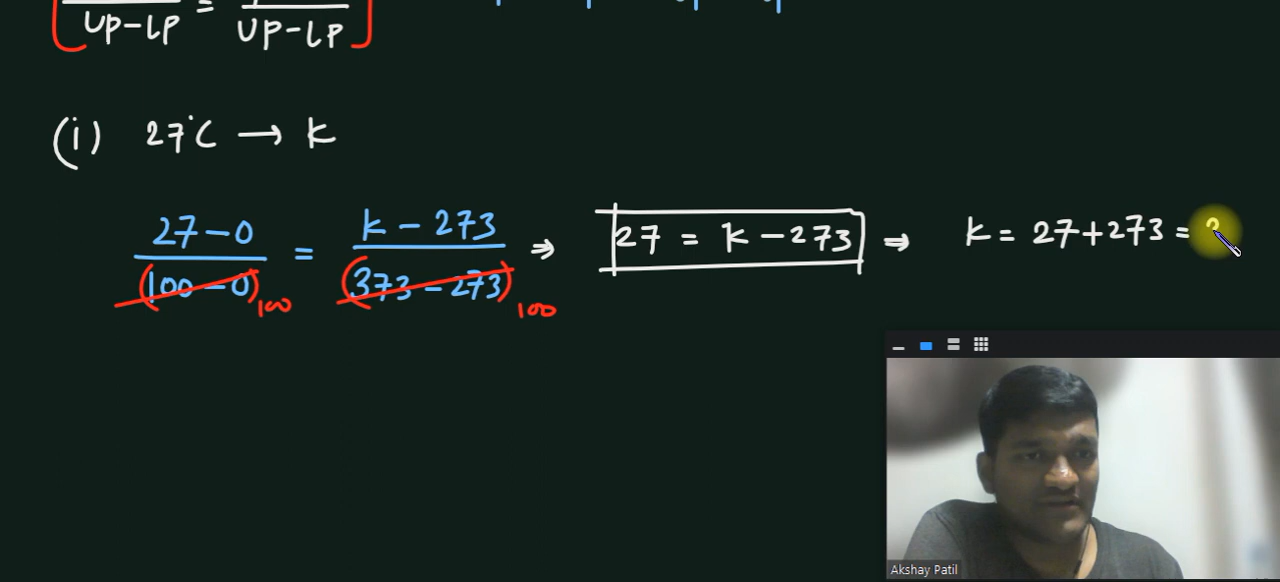 UP-LP = UP-LP
(i) 27°C → K
27-0 / (100-0) 100 = K-273 / (373-273) 100 ⇒ 27 = K-273 ⇒ K = 27+273 =
Akshay Patil